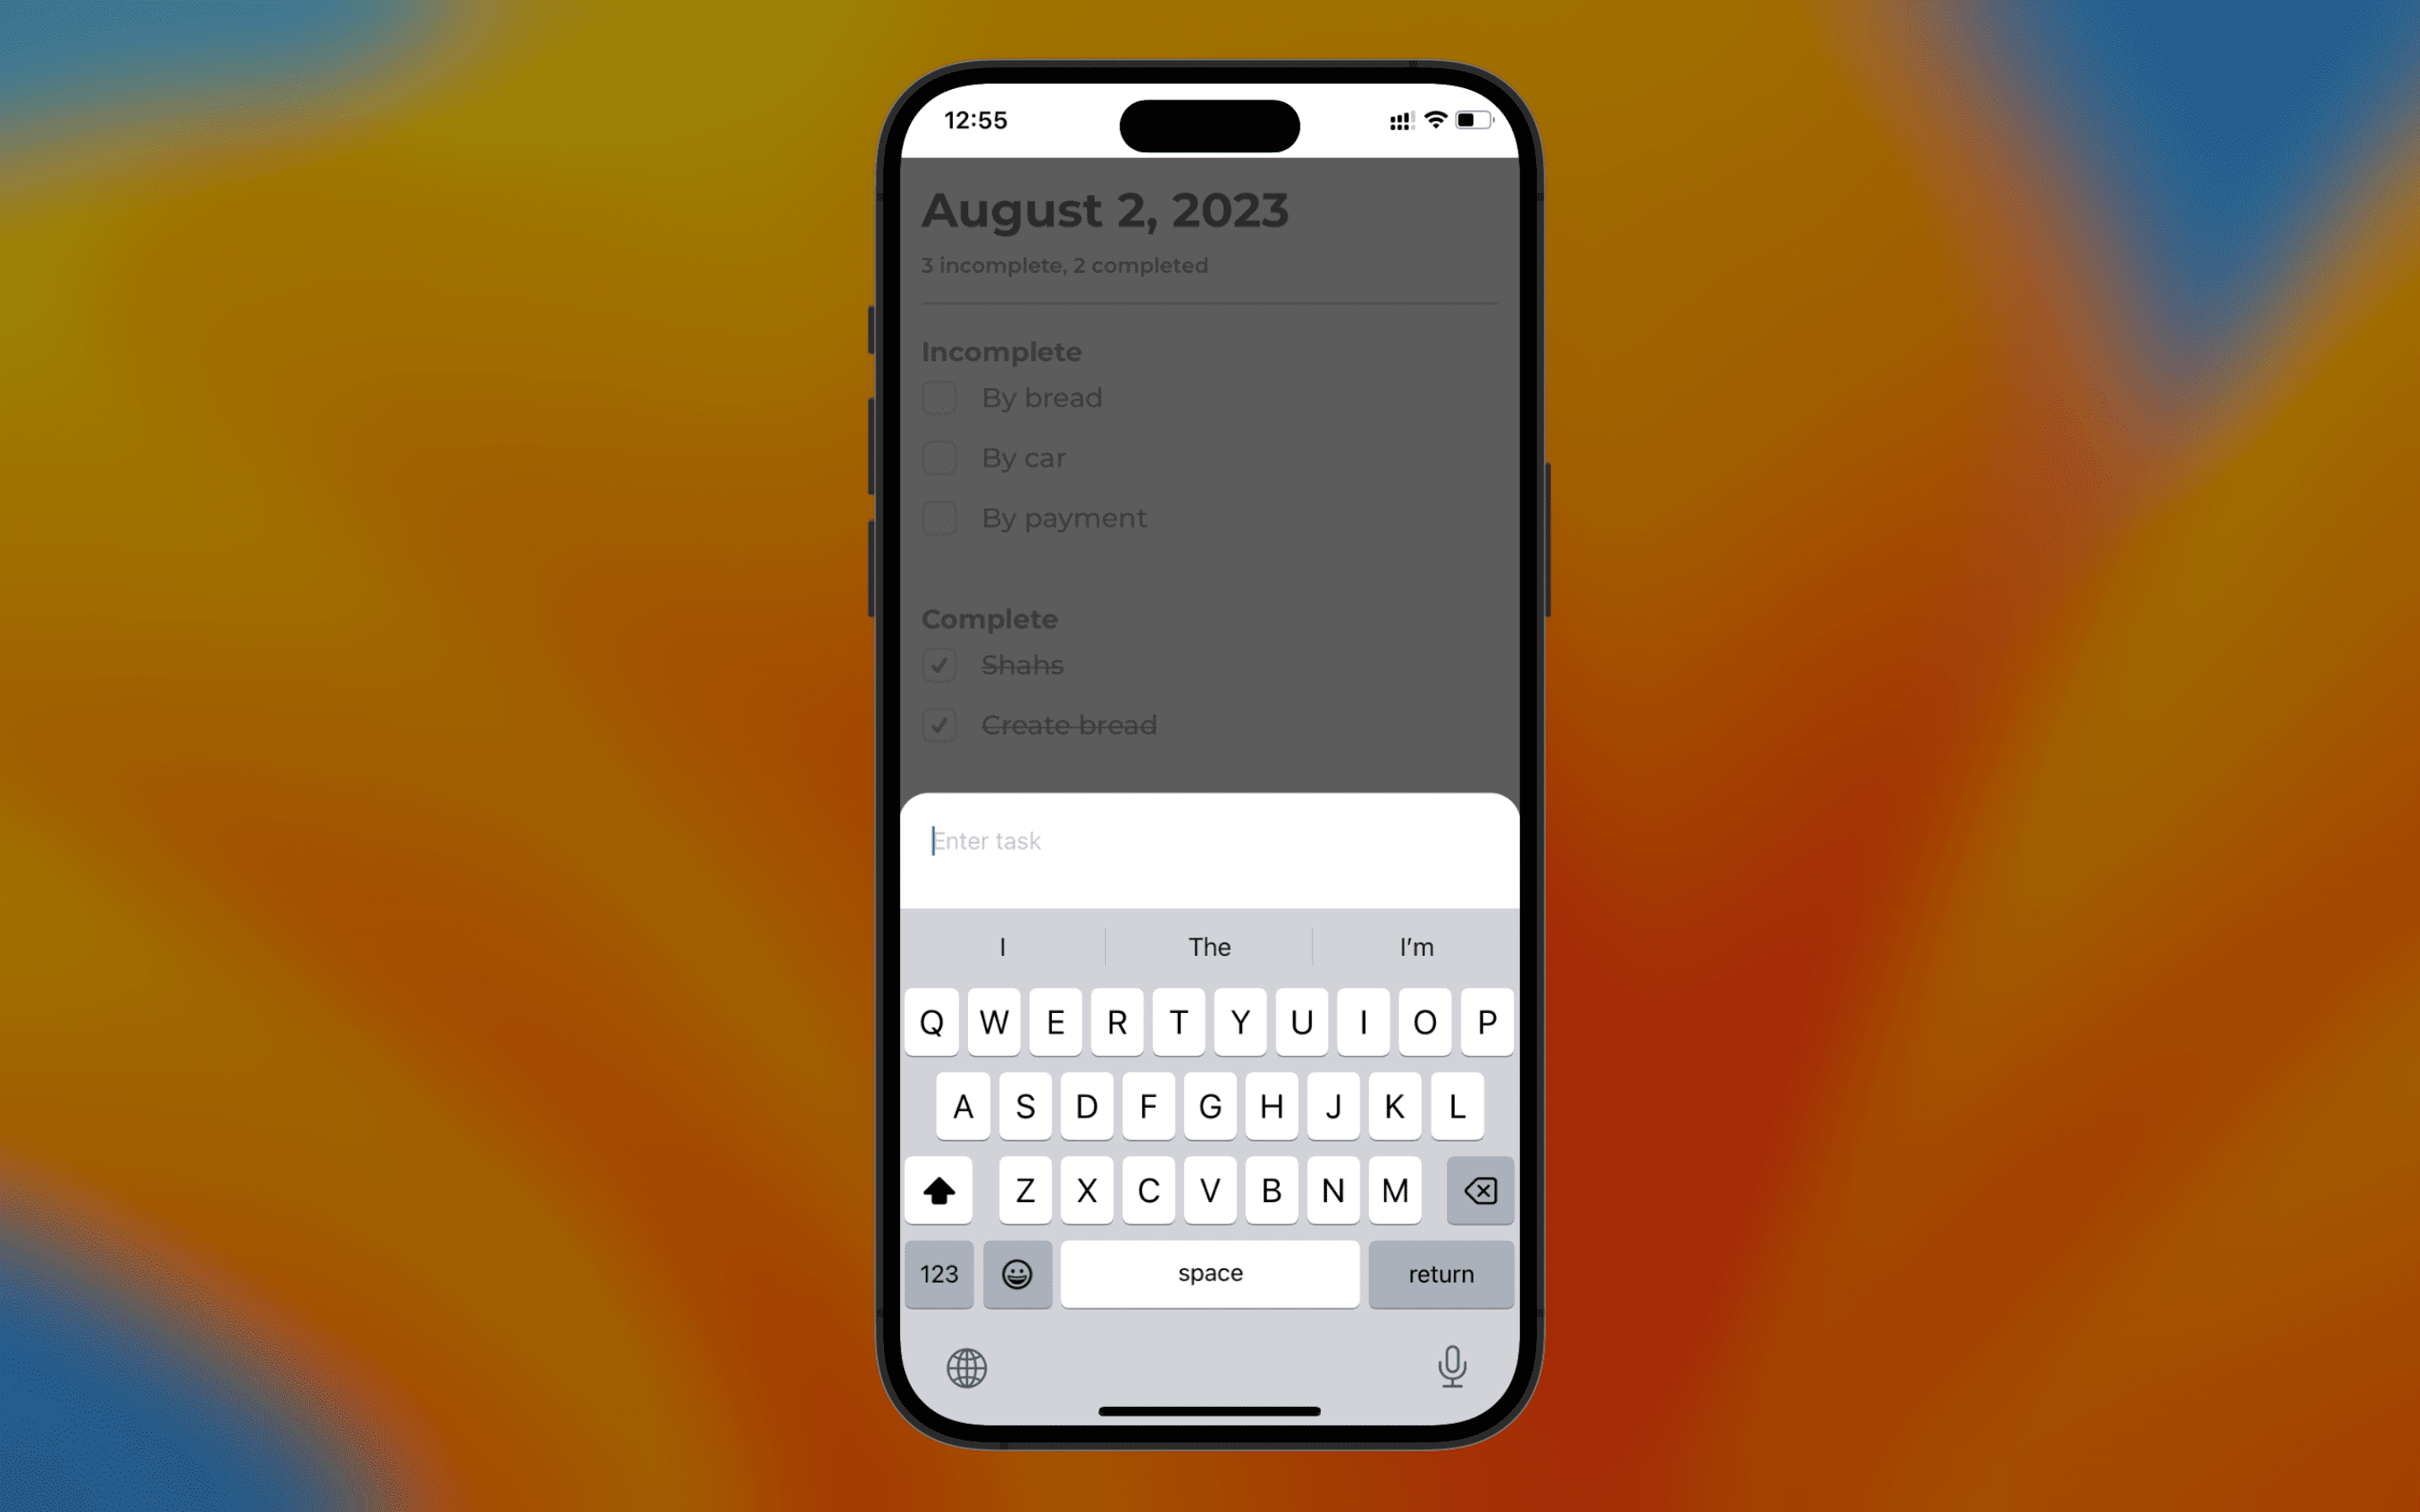 12:55
August 2, 2023
3 incomplete, 2 completed
Incomplete
By bread
By car
By payment
Complete
Shahs
Create bread
Enter task
I The I'm
Q W E R T Y U I O P
A S D F G H J K L
Z X C V B N M
123 space return